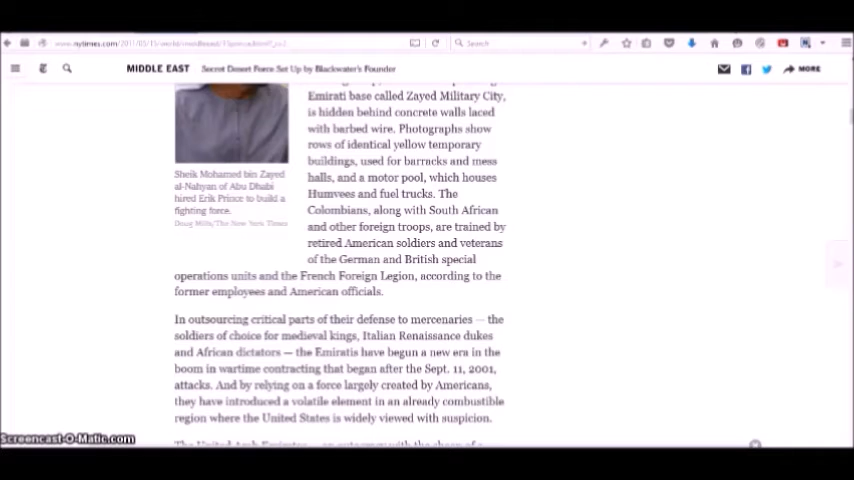 Search
MIDDLE EAST Secret Desert Force Set Up by Blackwater's Founder
MORE
Emirati base called Zayed Military City,
is hidden behind concrete walls laced
with barbed wire. Photographs show
rows of identical yellow temporary
buildings, used for barracks and mess
halls, and a motor pool, which houses
Humvees and fuel trucks. The
Colombians, along with South African
and other foreign troops, are trained by
retired American soldiers and veterans
of the German and British special
operations units and the French Foreign Legion, according to the
former employees and American officials.
Sheik Mohamed bin Zayed
al-Nahyan of Abu Dhabi
hired Erik Prince to build a
fighting force.
Doug Mills/The New York Times
In outsourcing critical parts of their defense to mercenaries — the
soldiers of choice for medieval kings, Italian Renaissance dukes
and African dictators — the Emiratis have begun a new era in the
boom in wartime contracting that began after the Sept. 11, 2001,
attacks. And by relying on a force largely created by Americans,
they have introduced a volatile element in an already combustible
region where the United States is widely viewed with suspicion.
The United Arab Emirates
Screencast-O-Matic.com